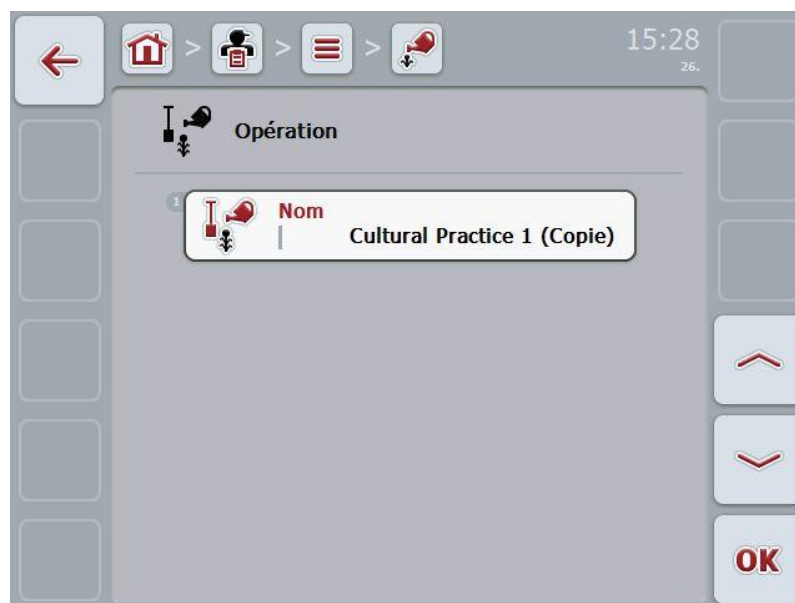 > > >
15:28
26.
Opération
1
Nom
Cultural Practice 1 (Copie)
OK